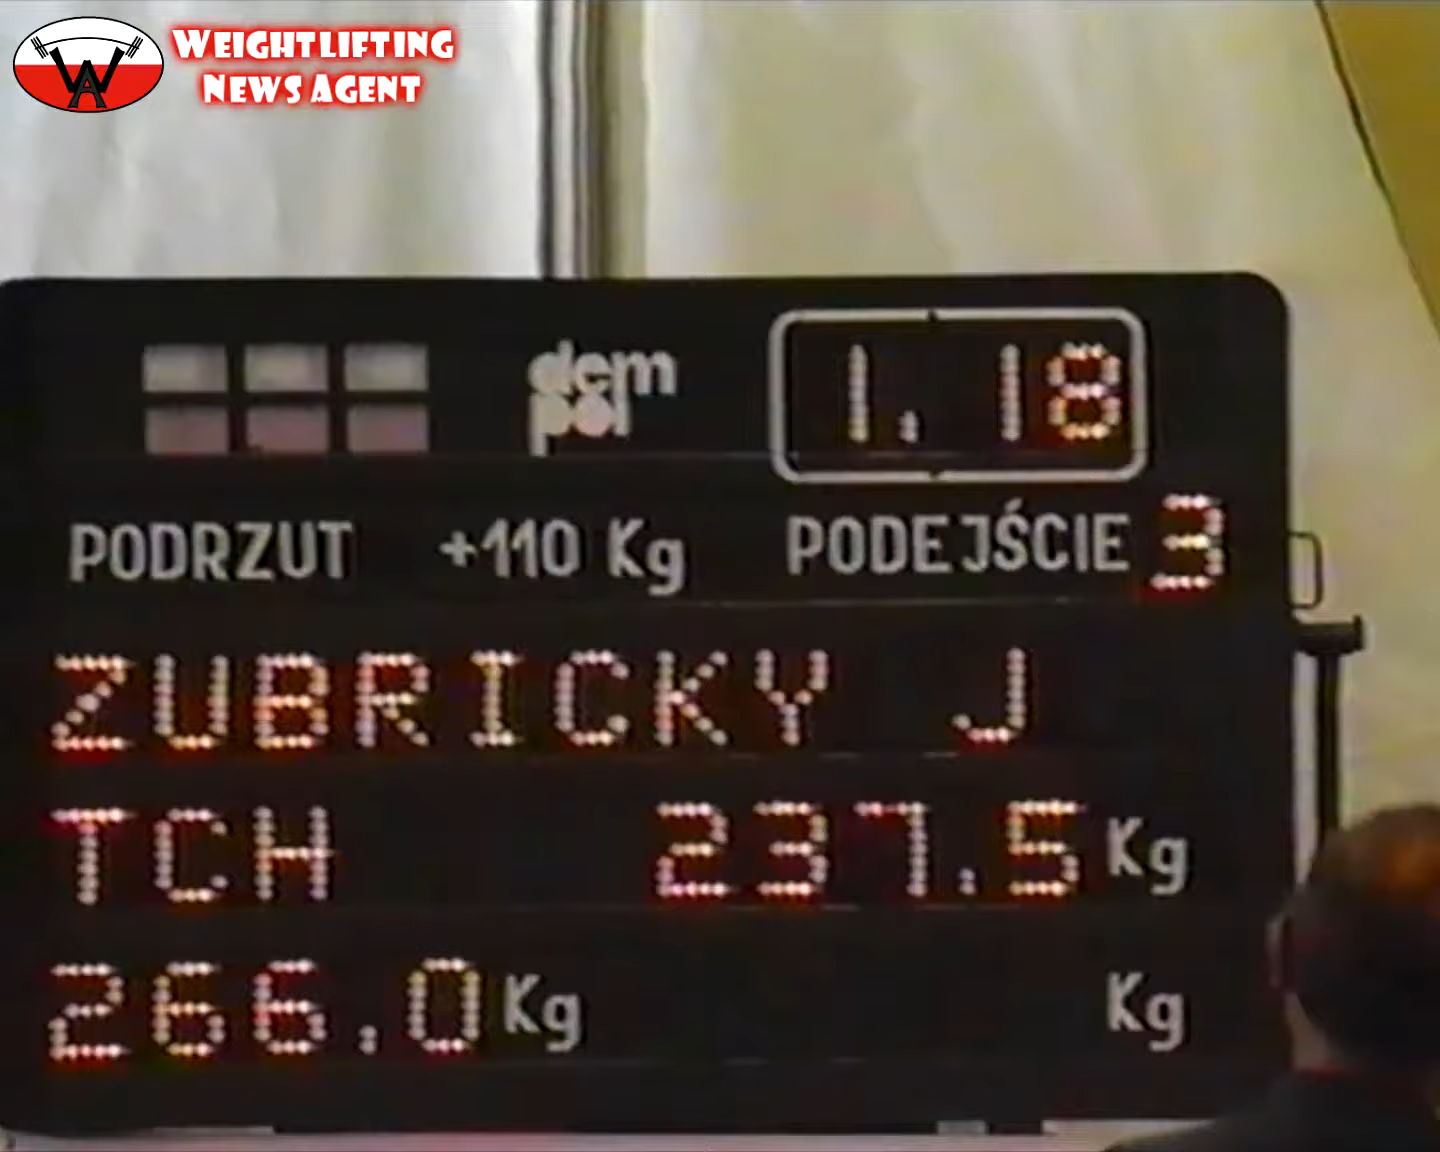 WEIGHTLIFTING
NEWS AGENT
dem
pol
1.18
PODRZUT +110 Kg PODEJŚCIE 3
ZUBRICKY J
TCH 237.5 Kg
266.0 Kg Kg